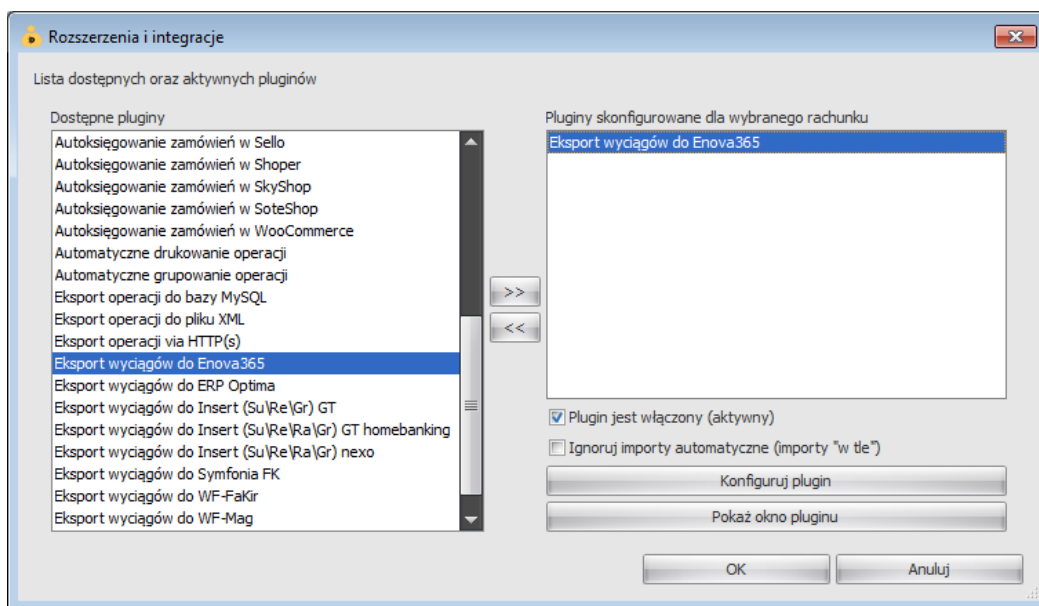 Rozszerzenia i integracje
Lista dostępnych oraz aktywnych pluginów
Dostępne pluginy
Autoksięgowanie zamówień w Sello
Autoksięgowanie zamówień w Shoper
Autoksięgowanie zamówień w SkyShop
Autoksięgowanie zamówień w SoteShop
Autoksięgowanie zamówień w WooCommerce
Automatyczne drukowanie operacji
Automatyczne grupowanie operacji
Eksport operacji do bazy MySQL
Eksport operacji do pliku XML
Eksport operacji via HTTP(s)
Eksport wyciągów do Enova365
Eksport wyciągów do ERP Optima
Eksport wyciągów do Insert (Su\Re\Gr) GT
Eksport wyciągów do Insert (Su\Re\Ra\Gr) GT homebanking
Eksport wyciągów do Insert (Su\Re\Ra\Gr) nexo
Eksport wyciągów do Symfonia FK
Eksport wyciągów do WF-FaKir
Eksport wyciągów do WF-Mag
>>
<<
Pluginy skonfigurowane dla wybranego rachunku
Eksport wyciągów do Enova365
Plugin jest włączony (aktywny)
Ignoruj importy automatyczne (importy "w tle")
Konfiguruj plugin
Pokaż okno pluginu
OK
Anuluj